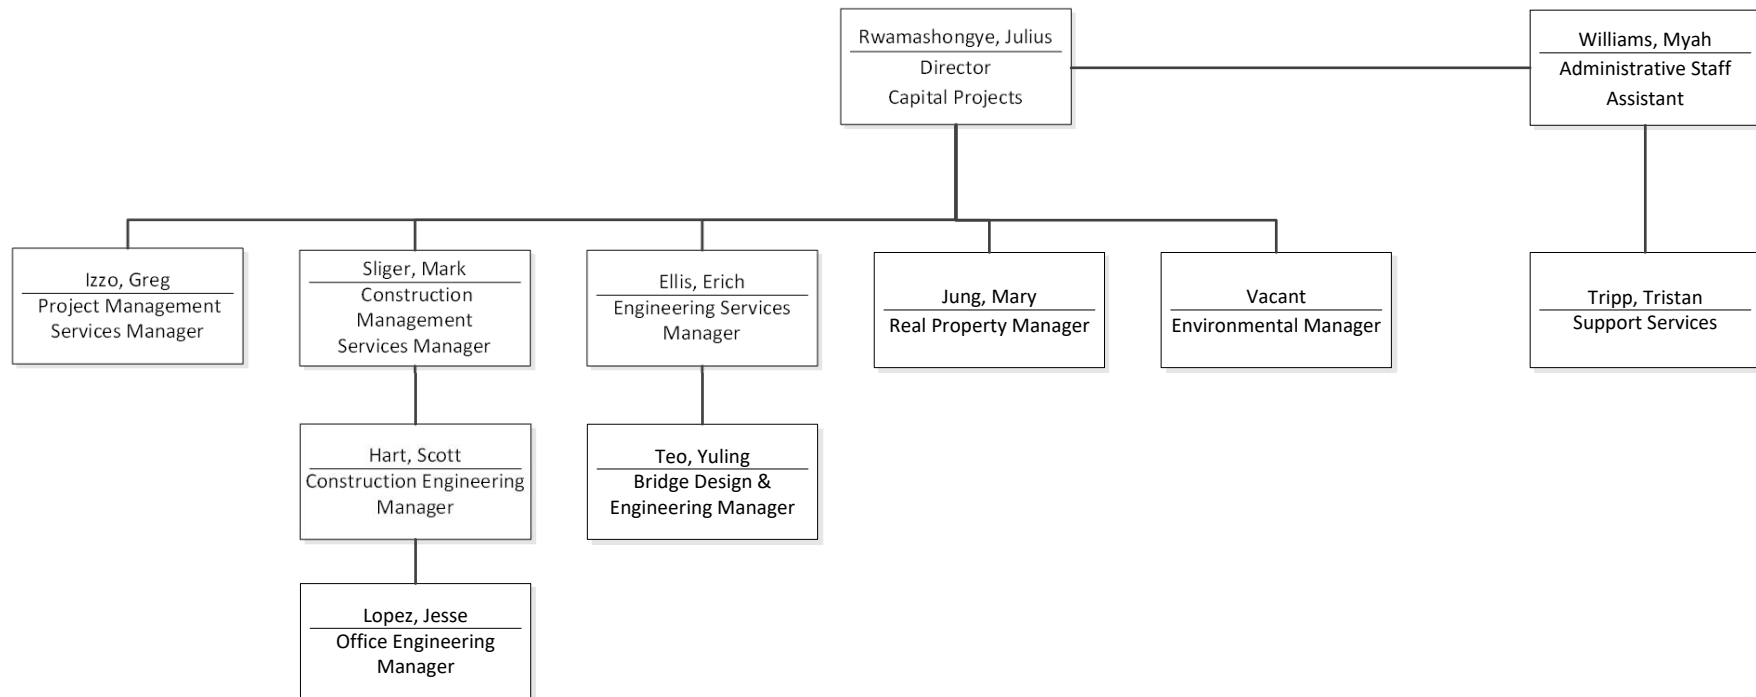 Rwamashongye, Julius
Director
Capital Projects
Williams, Myah
Administrative Staff
Assistant
Izzo, Greg
Project Management
Services Manager
Sliger, Mark
Construction
Management
Services Manager
Ellis, Erich
Engineering Services
Manager
Jung, Mary
Real Property Manager
Vacant
Environmental Manager
Tripp, Tristan
Support Services
Hart, Scott
Construction Engineering
Manager
Teo, Yuling
Bridge Design &
Engineering Manager
Lopez, Jesse
Office Engineering
Manager